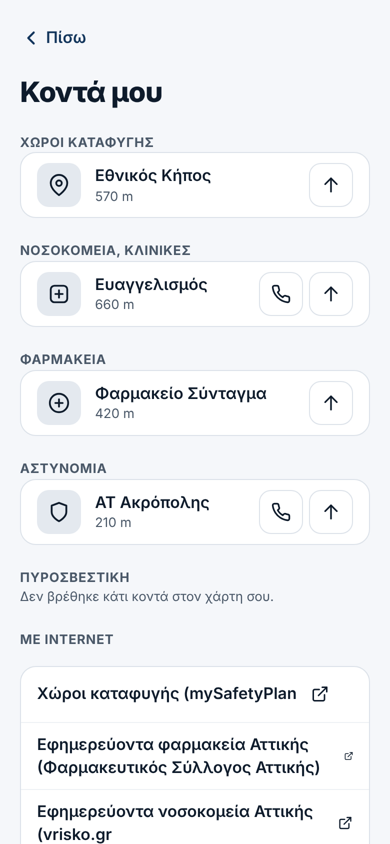 Πίσω
Κοντά μου
ΧΩΡΟΙ ΚΑΤΑΦΥΓΗΣ
Εθνικός Κήπος
570 m
ΝΟΣΟΚΟΜΕΙΑ, ΚΛΙΝΙΚΕΣ
Ευαγγελισμός
660 m
ΦΑΡΜΑΚΕΙΑ
Φαρμακείο Σύνταγμα
420 m
ΑΣΤΥΝΟΜΙΑ
ΑΤ Ακρόπολης
210 m
ΠΥΡΟΣΒΕΣΤΙΚΗ
Δεν βρέθηκε κάτι κοντά στον χάρτη σου.
ΜΕ INTERNET
Χώροι καταφυγής (mySafetyPlan
Εφημερεύοντα φαρμακεία Αττικής
(Φαρμακευτικός Σύλλογος Αττικής)
Εφημερεύοντα νοσοκομεία Αττικής
(vrisko.gr